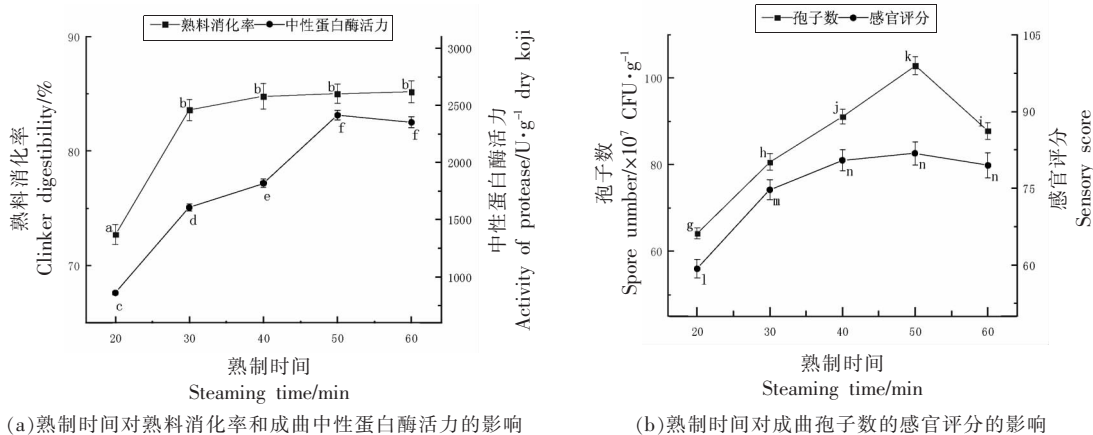 熟料消化率 中性蛋白酶活力
90
80
70
熟料消化率
Clinker digestibility/%
3000
2500
2000
1500
1000
中性蛋白酶活力
Activity of protease/U·g⁻¹ dry koji
a
b
b
b
b
c
d
e
f
f
20 30 40 50 60
熟制时间
Steaming time/min
(a)熟制时间对熟料消化率和成曲中性蛋白酶活力的影响
孢子数 感官评分
100
80
60
孢子数
Spore unmber/×10⁷ CFU·g⁻¹
105
90
75
60
感官评分
Sensory score
g
h
j
k
i
l
m
n
n
n
20 30 40 50 60
熟制时间
Steaming time/min
(b)熟制时间对成曲孢子数的感官评分的影响